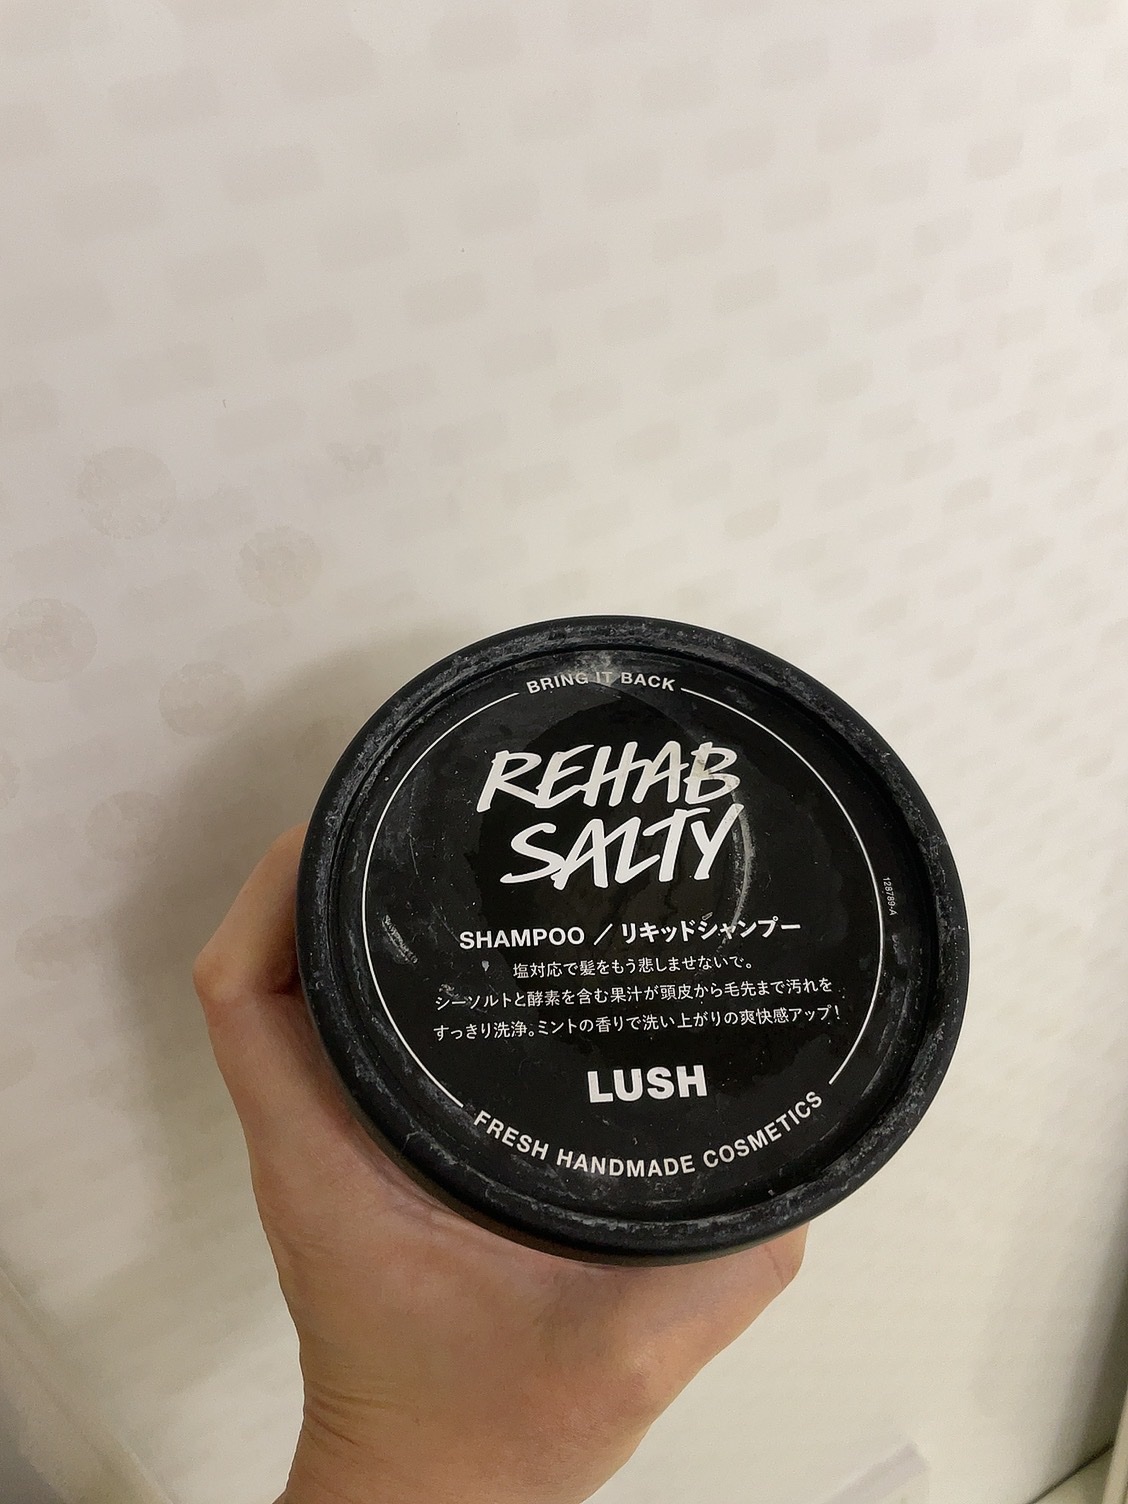 BRING IT BACK
REHAB
SALTY
SHAMPOO / リキッドシャンプー
塩対応で髪をもう悲しませないで。
シーソルトと酵素を含む果汁が頭皮から毛先まで汚れを
すっきり洗浄。ミントの香りで洗い上がりの爽快感アップ!
LUSH
FRESH HANDMADE COSMETICS
128789-A